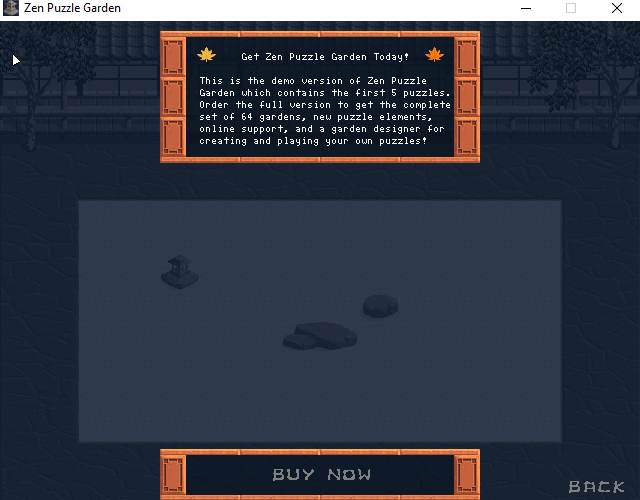 Zen Puzzle Garden
Get Zen Puzzle Garden Today!
This is the demo version of Zen Puzzle
Garden which contains the first 5 puzzles.
Order the full version to get the complete
set of 64 gardens, new puzzle elements,
online support, and a garden designer for
creating and playing your own puzzles!
BUY NOW
BACK